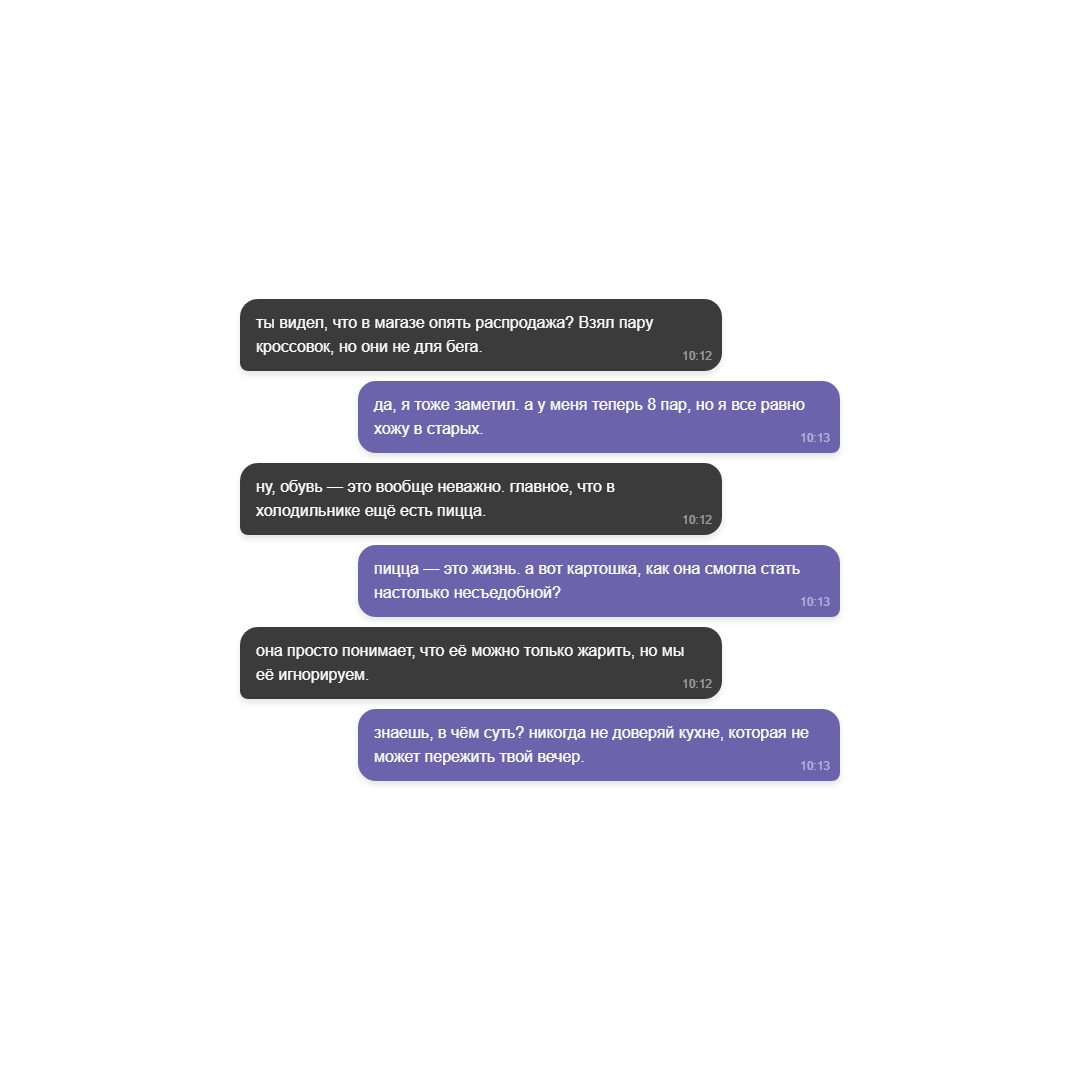 ты видел, что в магазе опять распродажа? Взял пару
кроссовок, но они не для бега.
10:12
да, я тоже заметил. а у меня теперь 8 пар, но я все равно
хожу в старых.
10:13
ну, обувь — это вообще неважно. главное, что в
холодильнике ещё есть пицца.
10:12
пицца — это жизнь. а вот картошка, как она смогла стать
настолько несъедобной?
10:13
она просто понимает, что её можно только жарить, но мы
её игнорируем.
10:12
знаешь, в чём суть? никогда не доверяй кухне, которая не
может пережить твой вечер.
10:13